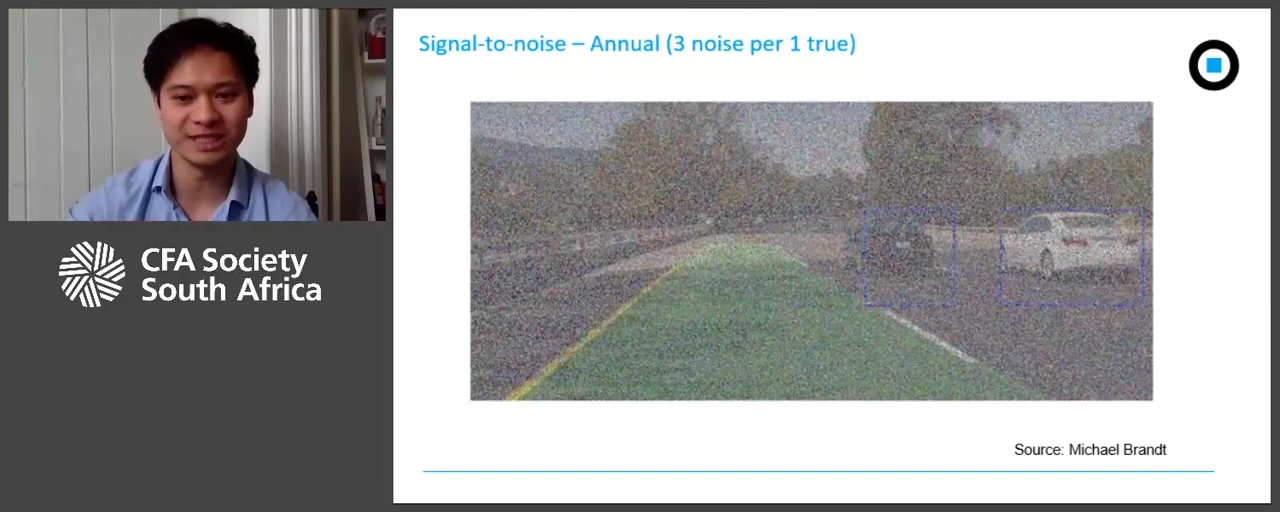 Signal-to-noise – Annual (3 noise per 1 true)
CFA Society
South Africa
Source: Michael Brandt